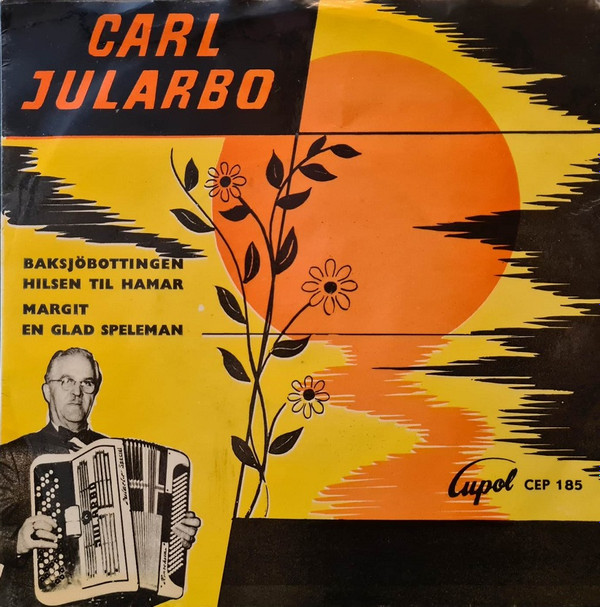 CARL
JULARBO
BAKSJÖBOTTINGEN
HILSEN TIL HAMAR
MARGIT
EN GLAD SPELEMAN
Cupol CEP 185